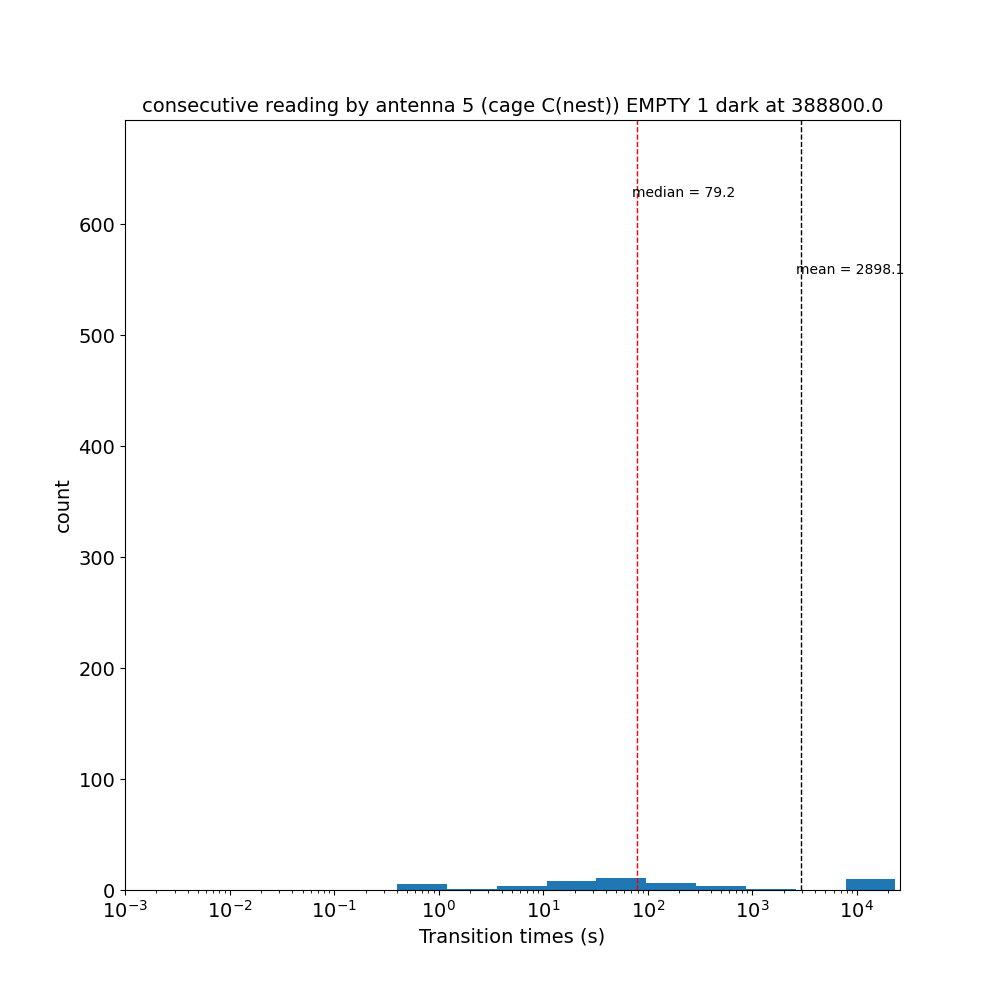 consecutive reading by antenna 5 (cage C(nest)) EMPTY 1 dark at 388800.0
median = 79.2
mean = 2898.1
600
500
400
300
200
100
0
count
10⁻³ 10⁻² 10⁻¹ 10⁰ 10¹ 10² 10³ 10⁴
Transition times (s)